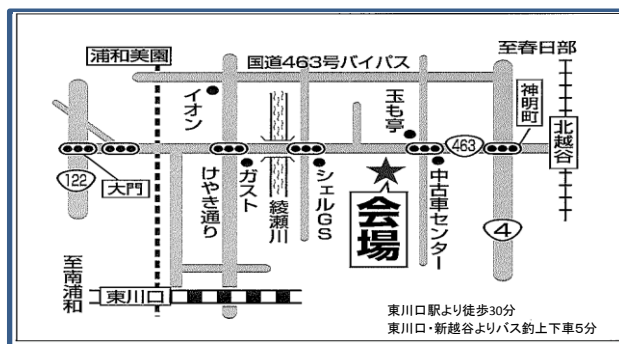 浦和美園
国道463号バイパス
至春日部
イオン
玉も亭
神明町
463
北越谷
122
大門
けやき通り
ガスト
綾瀬川
シェルGS
会場
中古車センター
4
至南浦和
東川口
東川口駅より徒歩30分
東川口・新越谷よりバス釣上下車5分